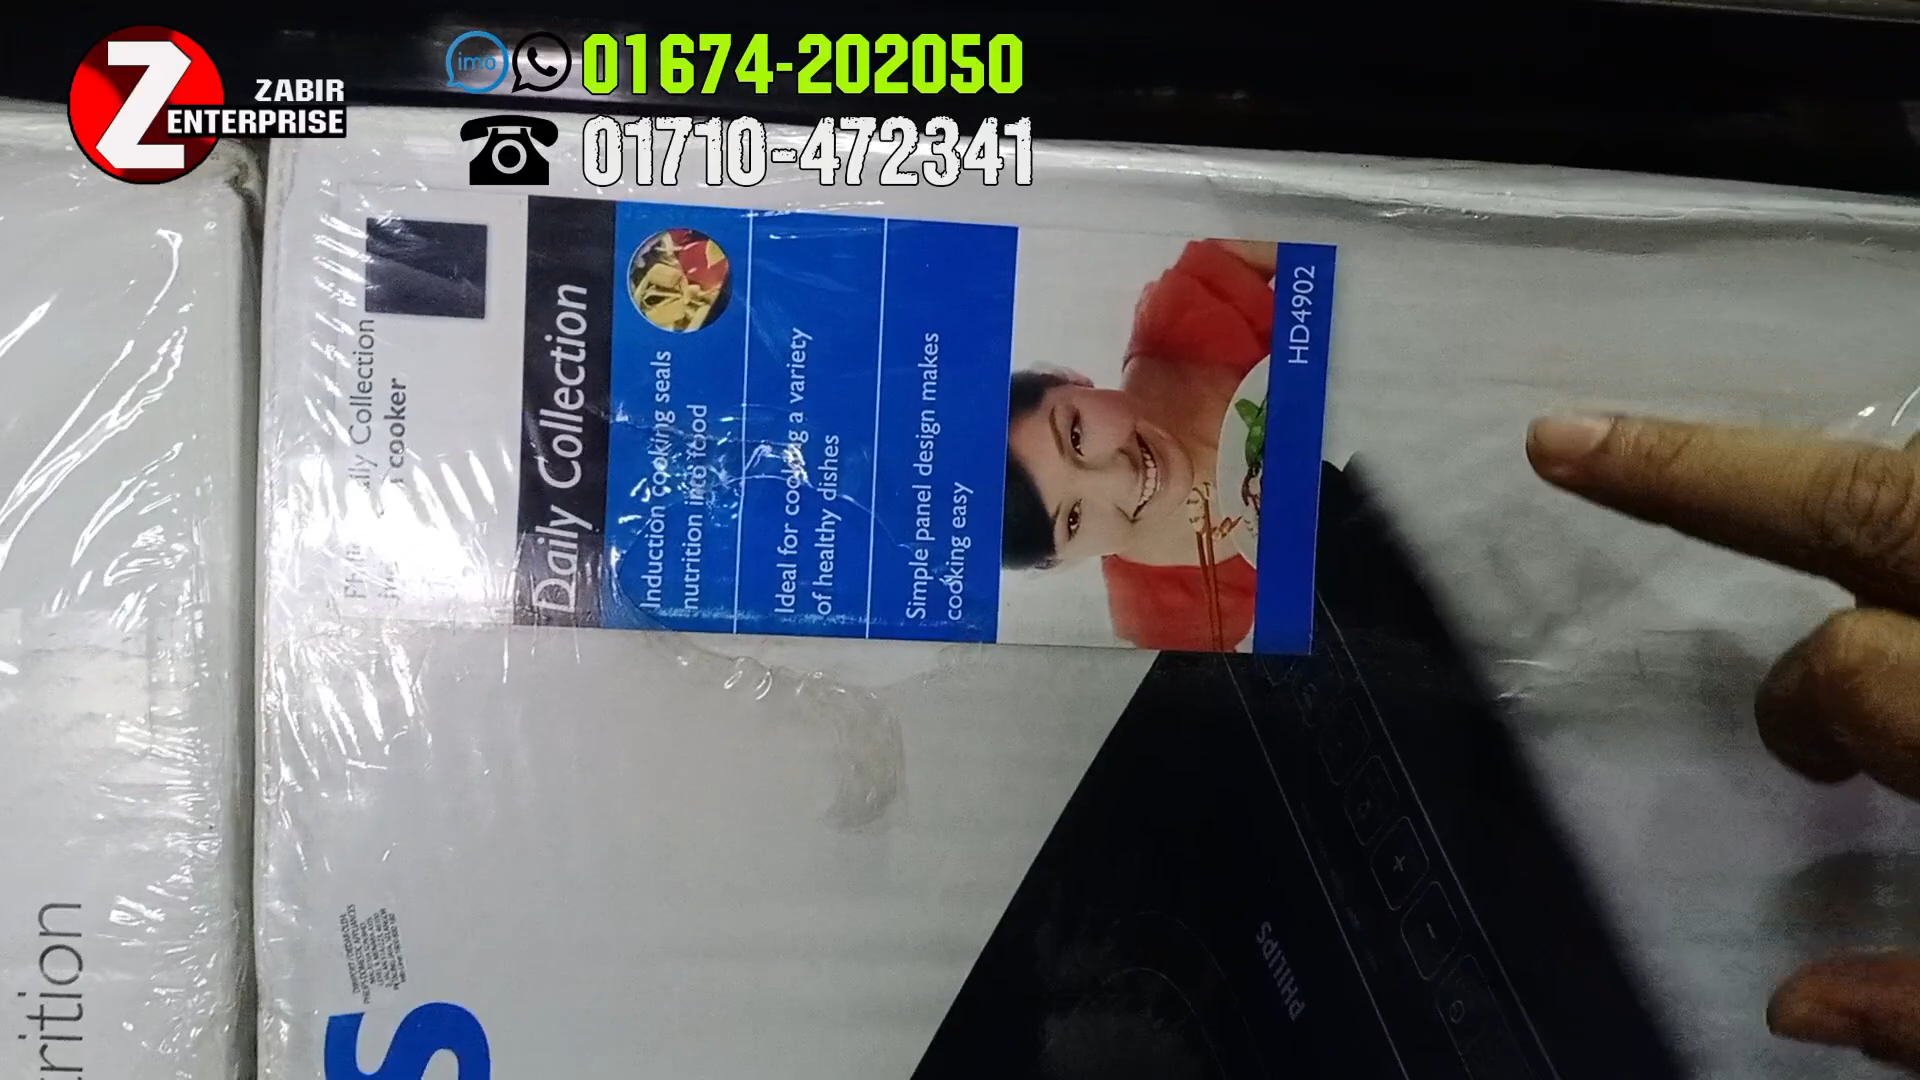 Z
ZABIR
ENTERPRISE
imo
01674-202050
01710-472341
Daily Collection
cooker
Daily Collection
Induction cooking seals
nutrition into food
Ideal for cooking a variety
of healthy dishes
Simple panel design makes
cooking easy
HD4902
PHILIPS
+
-
S